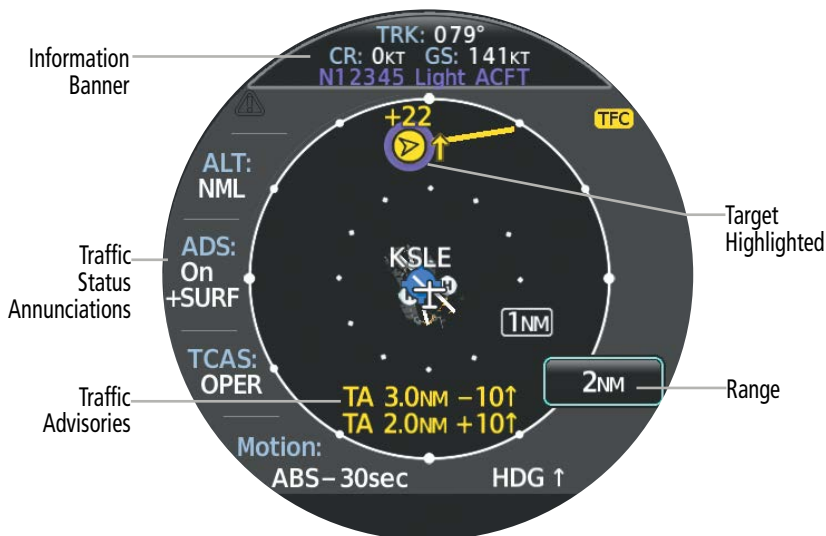 Information
Banner
TRK: 079°
CR: 0KT GS: 141KT
N12345 Light ACFT
+22
TFC
ALT:
NML
Target
Highlighted
Traffic
Status
Annunciations
ADS:
On
+SURF
KSLE
H
1NM
TCAS:
OPER
2NM
Range
Traffic
Advisories
TA 3.0NM −10↑
TA 2.0NM +10↑
Motion:
ABS−30sec
HDG ↑